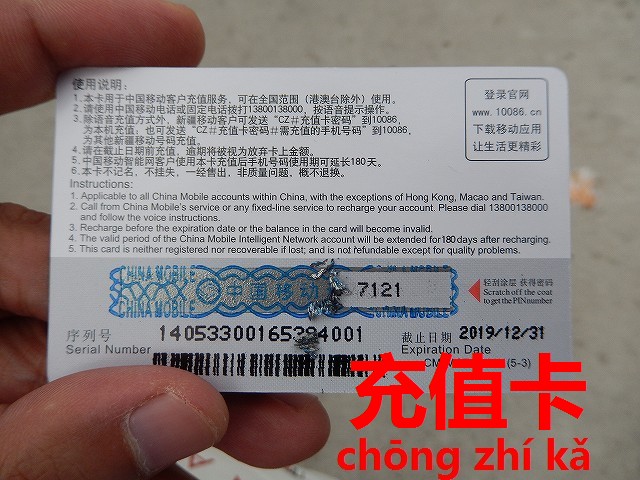 使用说明：
1. 本卡用于中国移动客户充值服务，可在全国范围（港澳台除外）使用。
2. 请使用中国移动电话或固定电话拨打13800138000，按语音提示操作。
3. 除语音充值方式外，新疆移动客户可发送“CZ＃充值卡密码”到10086，
为本机充值；也可发送“CZ＃充值卡密码＃需充值的手机号码”到10086，
为其他新疆移动号码充值。
4. 请在截止日期前充值，逾期将被视为放弃卡上金额。
5. 中国移动智能网客户使用本卡充值后手机号码使用期可延长180天。
6. 本卡不记名，不挂失，一经售出，非质量问题，概不退换。
登录官网
www.10086.cn
下载移动应用
让生活更精彩
Instructions:
1. Applicable to all China Mobile accounts within China, with the exceptions of Hong Kong, Macao and Taiwan.
2. Call from China Mobile's service or any fixed-line service to recharge your account. Please dial 13800138000
and follow the voice instructions.
3. Recharge before the expiration date or the balance in the card will become invalid.
4. The valid period of the China Mobile Intelligent Network account will be extended for 180 days after recharging.
5. This card is neither registered nor recoverable if lost; and is not refundable except for quality problems.
CHINA MOBILE CHINA MOBILE
中国移动
CHINA MOBILE
7121
轻刮涂层 获得密码
Scratch off the coat
to get the PIN number
序列号 14053300165384001
Serial Number
截止日期 2019/12/31
Expiration Date
(5-3)
充值卡
chōng zhí kǎ